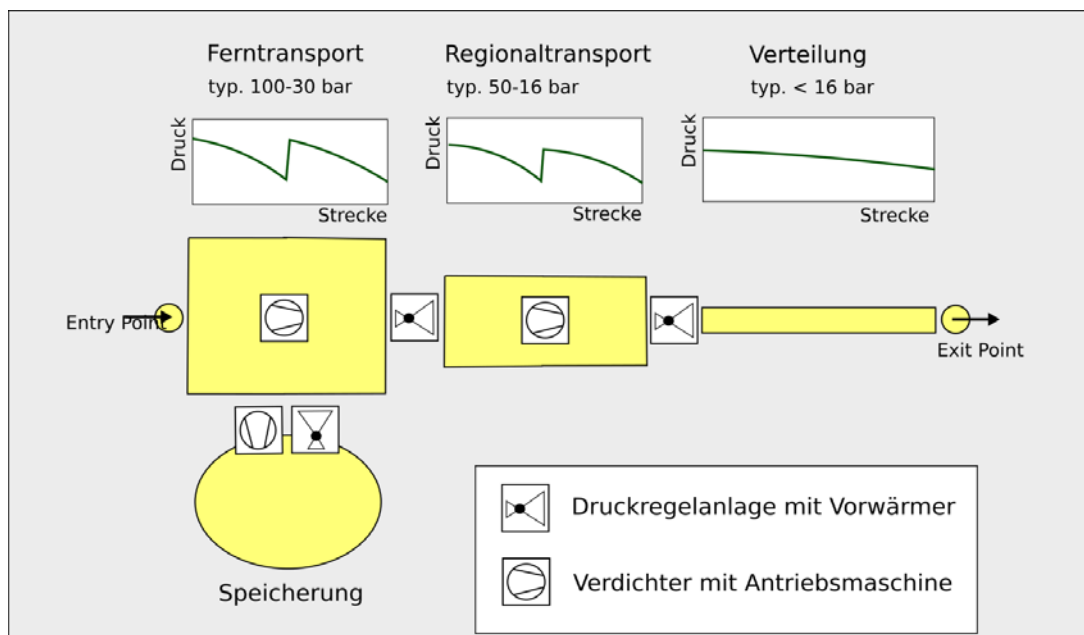 Ferntransport
typ. 100-30 bar
Regionaltransport
typ. 50-16 bar
Verteilung
typ. < 16 bar
Druck
Strecke
Druck
Strecke
Druck
Strecke
Entry Point
Exit Point
Speicherung
Druckregelanlage mit Vorwärmer
Verdichter mit Antriebsmaschine